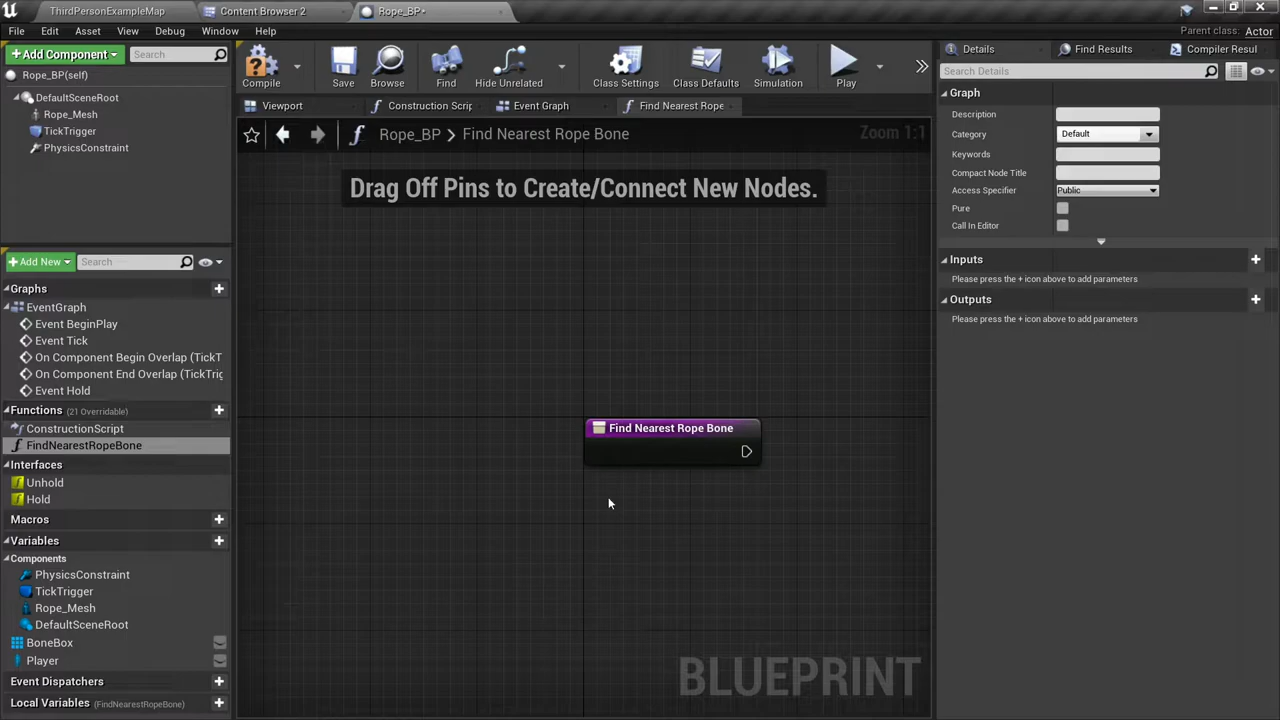 ThirdPersonExampleMap
Content Browser 2
Rope_BP*
File Edit Asset View Debug Window Help
Parent class: Actor
Add Component
Search
Rope_BP(self)
DefaultSceneRoot
Rope_Mesh
TickTrigger
PhysicsConstraint
Compile
Save
Browse
Find
Hide Unrelated
Class Settings
Class Defaults
Simulation
Play
Viewport
Construction Scrip
Event Graph
Find Nearest Rope
Rope_BP > Find Nearest Rope Bone
Zoom 1:1
Drag Off Pins to Create/Connect New Nodes.
Find Nearest Rope Bone
BLUEPRINT
Add New
Search
Graphs
EventGraph
Event BeginPlay
Event Tick
On Component Begin Overlap (TickT
On Component End Overlap (TickTrig
Event Hold
Functions (21 Overridable)
ConstructionScript
FindNearestRopeBone
Interfaces
Unhold
Hold
Macros
Variables
Components
PhysicsConstraint
TickTrigger
Rope_Mesh
DefaultSceneRoot
BoneBox
Player
Event Dispatchers
Local Variables (FindNearestRopeBone)
Details
Find Results
Compiler Resul
Search Details
Graph
Description
Category
Default
Keywords
Compact Node Title
Access Specifier
Public
Pure
Call In Editor
Inputs
Please press the + icon above to add parameters
Outputs
Please press the + icon above to add parameters